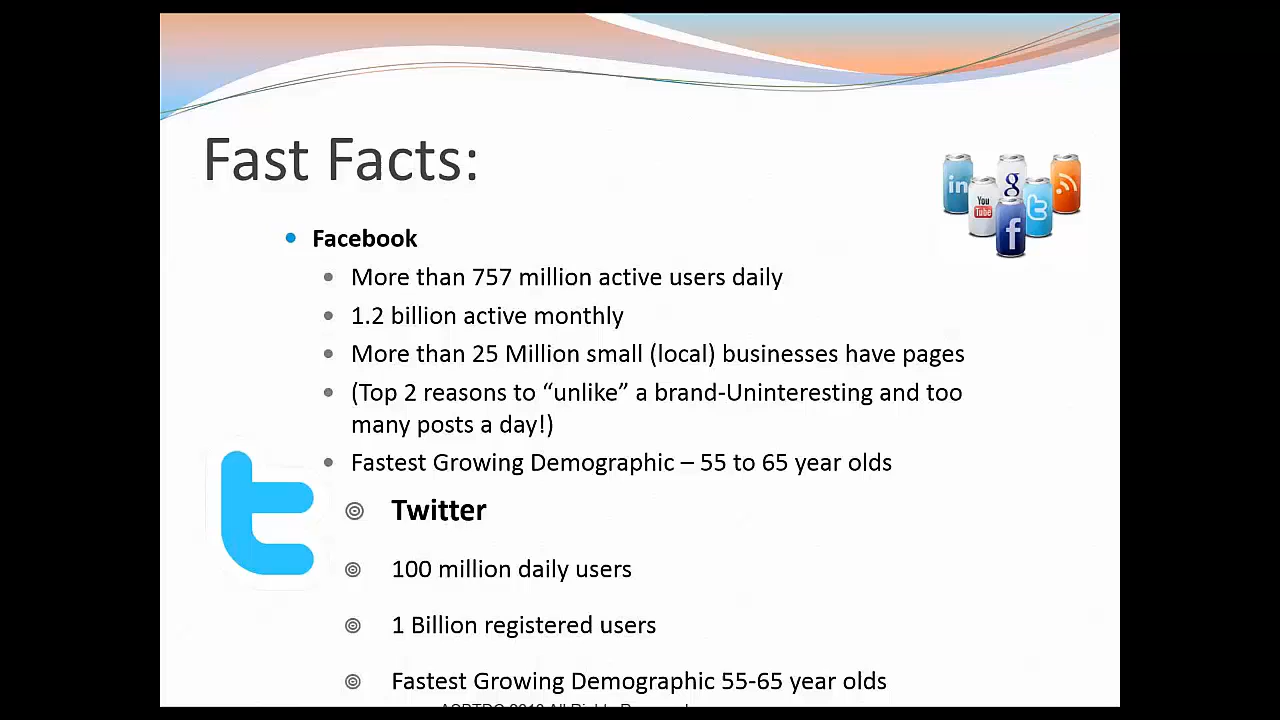 Fast Facts:
in
g
You
Tube
t
f
Facebook
More than 757 million active users daily
1.2 billion active monthly
More than 25 Million small (local) businesses have pages
(Top 2 reasons to “unlike” a brand-Uninteresting and too
many posts a day!)
Fastest Growing Demographic – 55 to 65 year olds
t
Twitter
100 million daily users
1 Billion registered users
Fastest Growing Demographic 55-65 year olds